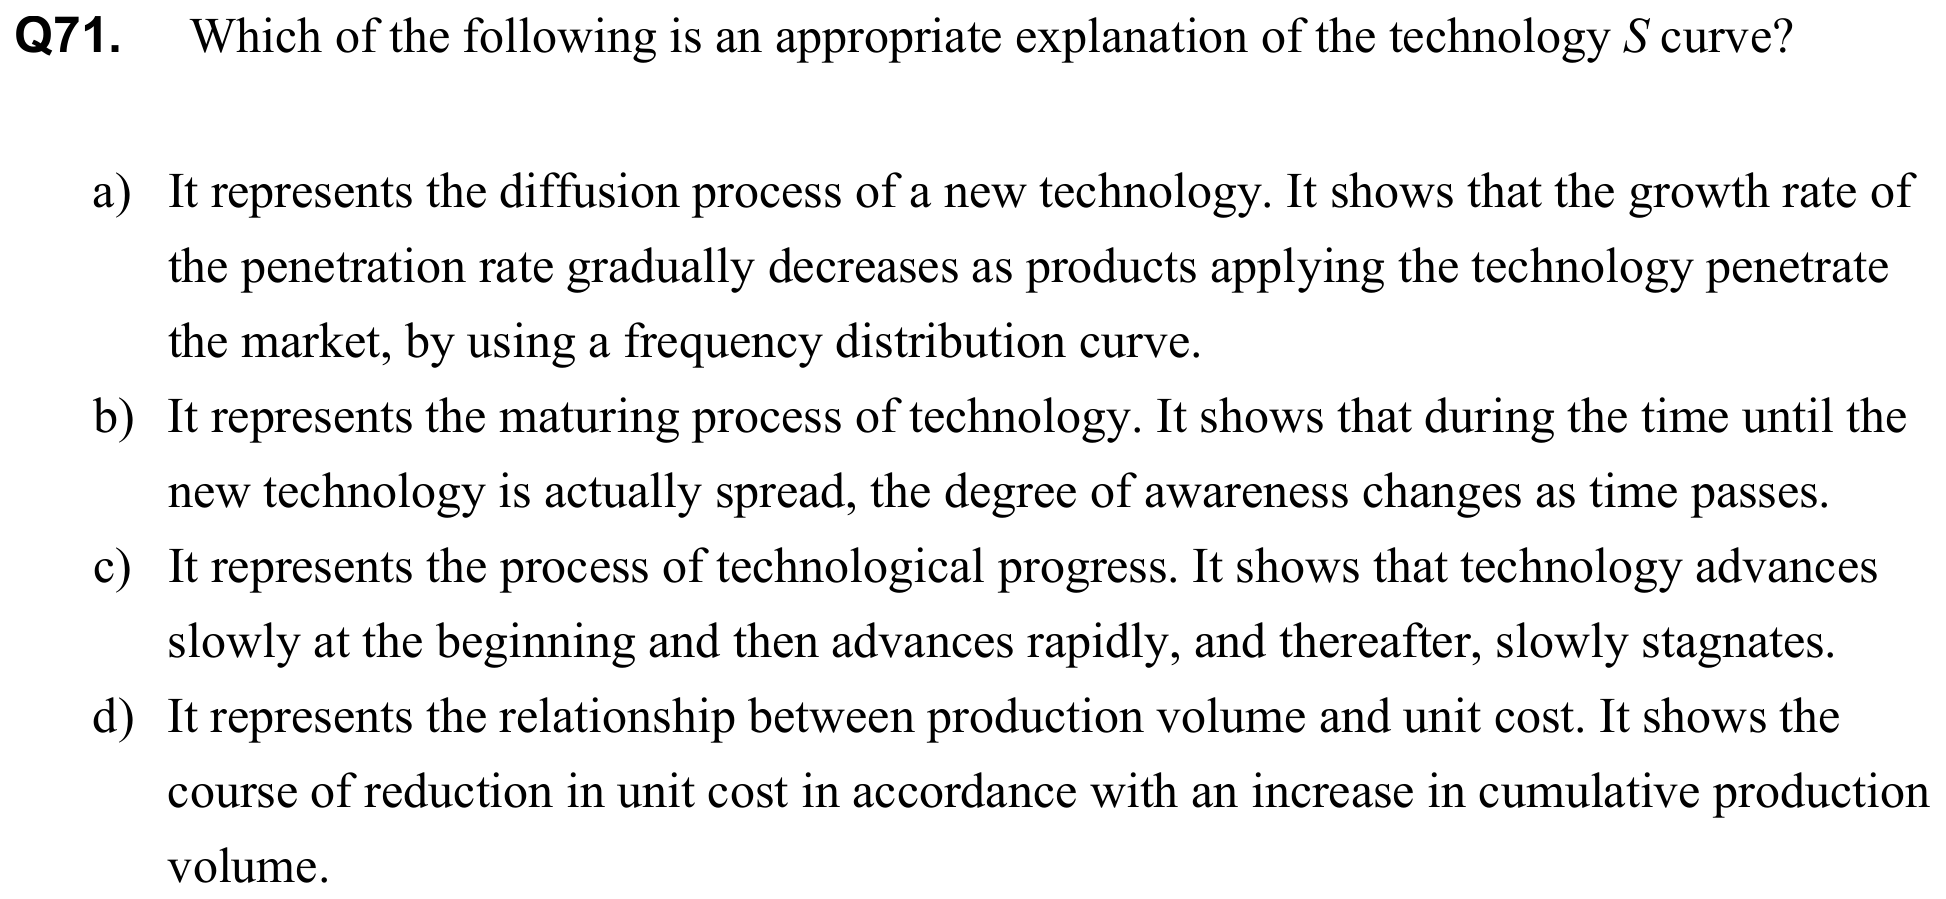 Q71. Which of the following is an appropriate explanation of the technology S curve?
a) It represents the diffusion process of a new technology. It shows that the growth rate of
the penetration rate gradually decreases as products applying the technology penetrate
the market, by using a frequency distribution curve.
b) It represents the maturing process of technology. It shows that during the time until the
new technology is actually spread, the degree of awareness changes as time passes.
c) It represents the process of technological progress. It shows that technology advances
slowly at the beginning and then advances rapidly, and thereafter, slowly stagnates.
d) It represents the relationship between production volume and unit cost. It shows the
course of reduction in unit cost in accordance with an increase in cumulative production
volume.